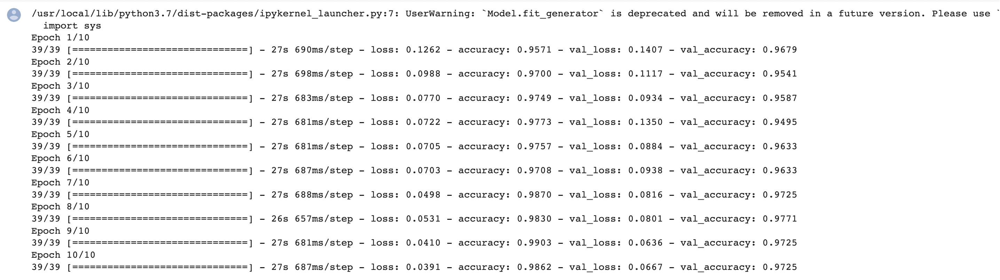 /usr/local/lib/python3.7/dist-packages/ipykernel_launcher.py:7: UserWarning: `Model.fit_generator` is deprecated and will be removed in a future version. Please use `
import sys
Epoch 1/10
39/39 [==============================] - 27s 690ms/step - loss: 0.1262 - accuracy: 0.9571 - val_loss: 0.1407 - val_accuracy: 0.9679
Epoch 2/10
39/39 [==============================] - 27s 698ms/step - loss: 0.0988 - accuracy: 0.9700 - val_loss: 0.1117 - val_accuracy: 0.9541
Epoch 3/10
39/39 [==============================] - 27s 683ms/step - loss: 0.0770 - accuracy: 0.9749 - val_loss: 0.0934 - val_accuracy: 0.9587
Epoch 4/10
39/39 [==============================] - 27s 681ms/step - loss: 0.0722 - accuracy: 0.9773 - val_loss: 0.1350 - val_accuracy: 0.9495
Epoch 5/10
39/39 [==============================] - 27s 681ms/step - loss: 0.0705 - accuracy: 0.9757 - val_loss: 0.0884 - val_accuracy: 0.9633
Epoch 6/10
39/39 [==============================] - 27s 687ms/step - loss: 0.0703 - accuracy: 0.9708 - val_loss: 0.0938 - val_accuracy: 0.9633
Epoch 7/10
39/39 [==============================] - 27s 688ms/step - loss: 0.0498 - accuracy: 0.9870 - val_loss: 0.0816 - val_accuracy: 0.9725
Epoch 8/10
39/39 [==============================] - 26s 657ms/step - loss: 0.0531 - accuracy: 0.9830 - val_loss: 0.0801 - val_accuracy: 0.9771
Epoch 9/10
39/39 [==============================] - 27s 681ms/step - loss: 0.0410 - accuracy: 0.9903 - val_loss: 0.0636 - val_accuracy: 0.9725
Epoch 10/10
39/39 [==============================] - 27s 687ms/step - loss: 0.0391 - accuracy: 0.9862 - val_loss: 0.0667 - val_accuracy: 0.9725